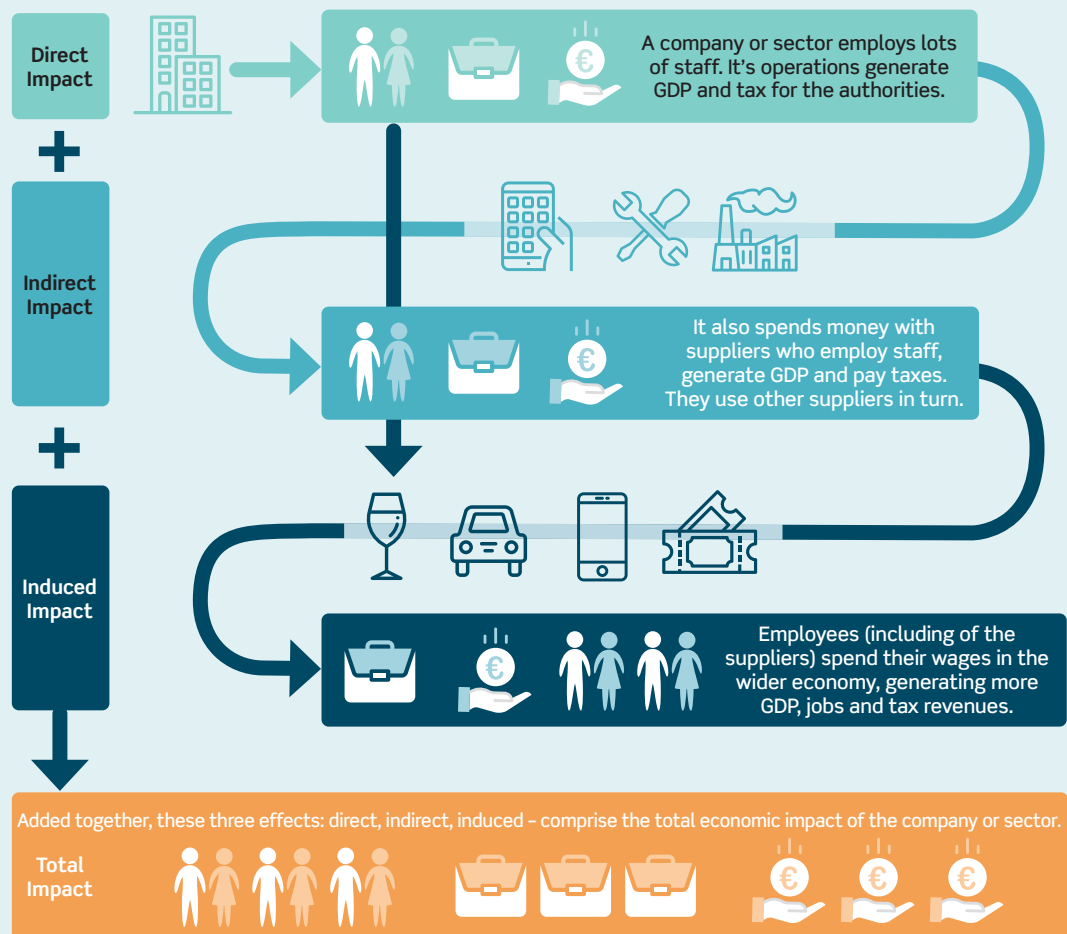 Direct
Impact
A company or sector employs lots
of staff. It's operations generate
GDP and tax for the authorities.
+
Indirect
Impact
It also spends money with
suppliers who employ staff,
generate GDP and pay taxes.
They use other suppliers in turn.
+
Induced
Impact
Employees (including of the
suppliers) spend their wages in the
wider economy, generating more
GDP, jobs and tax revenues.
Added together, these three effects: direct, indirect, induced – comprise the total economic impact of the company or sector.
Total
Impact